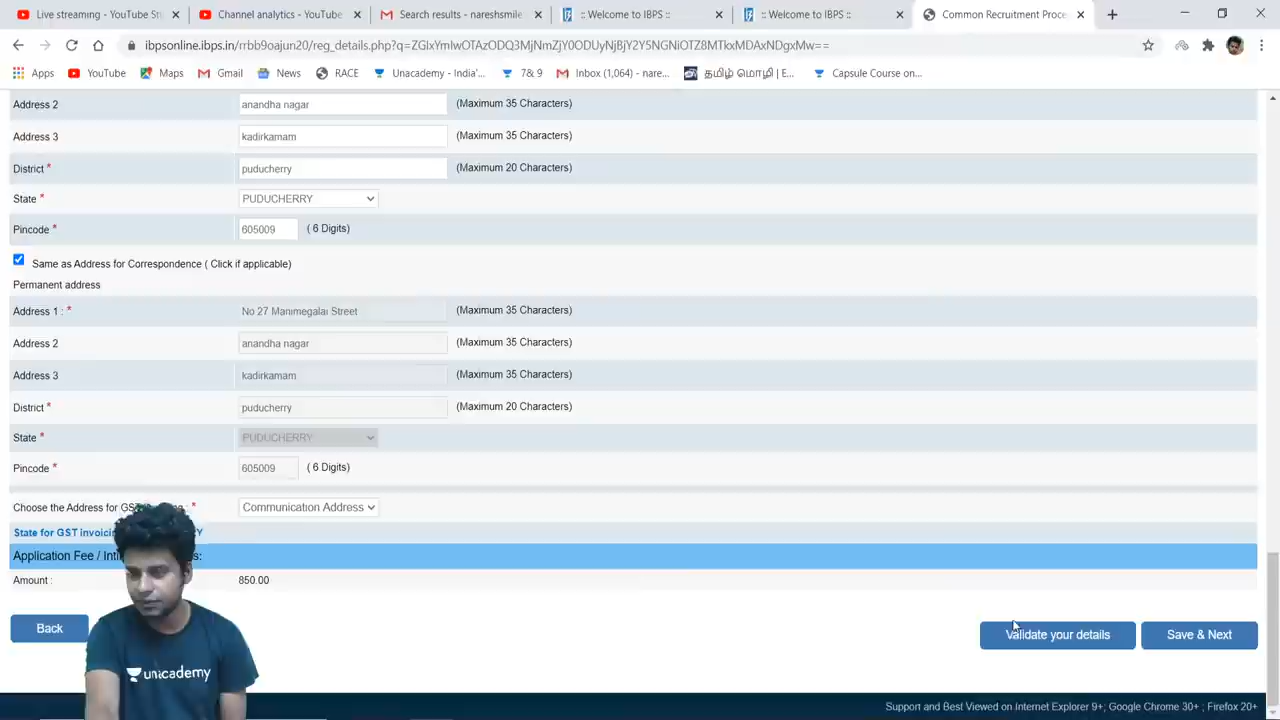 Live streaming - YouTube St
Channel analytics - YouTube
Search results - nareshsmile
:: Welcome to IBPS ::
:: Welcome to IBPS ::
Common Recruitment Proce
ibpsonline.ibps.in/rrbb9oajun20/reg_details.php?q=
Apps YouTube Maps Gmail News RACE Unacademy - India'... 7& 9 Inbox (1,064) - nare... தமிழ் மொழி | E... Capsule Course on...
Address 2 anandha nagar (Maximum 35 Characters)
Address 3 kadirkamam (Maximum 35 Characters)
District * puducherry (Maximum 20 Characters)
State * PUDUCHERRY
Pincode * 605009 ( 6 Digits)
Same as Address for Correspondence ( Click if applicable)
Permanent address
Address 1 : * No 27 Manimegalai Street (Maximum 35 Characters)
Address 2 anandha nagar (Maximum 35 Characters)
Address 3 kadirkamam (Maximum 35 Characters)
District * puducherry (Maximum 20 Characters)
State * PUDUCHERRY
Pincode * 605009 ( 6 Digits)
Choose the Address for * Communication Address
State for GST
Application Fee /
Amount : 850.00
Back
Validate your details Save & Next
unacademy
Support and Best Viewed on Internet Explorer 9+; Google Chrome 30+ ; Firefox 20+